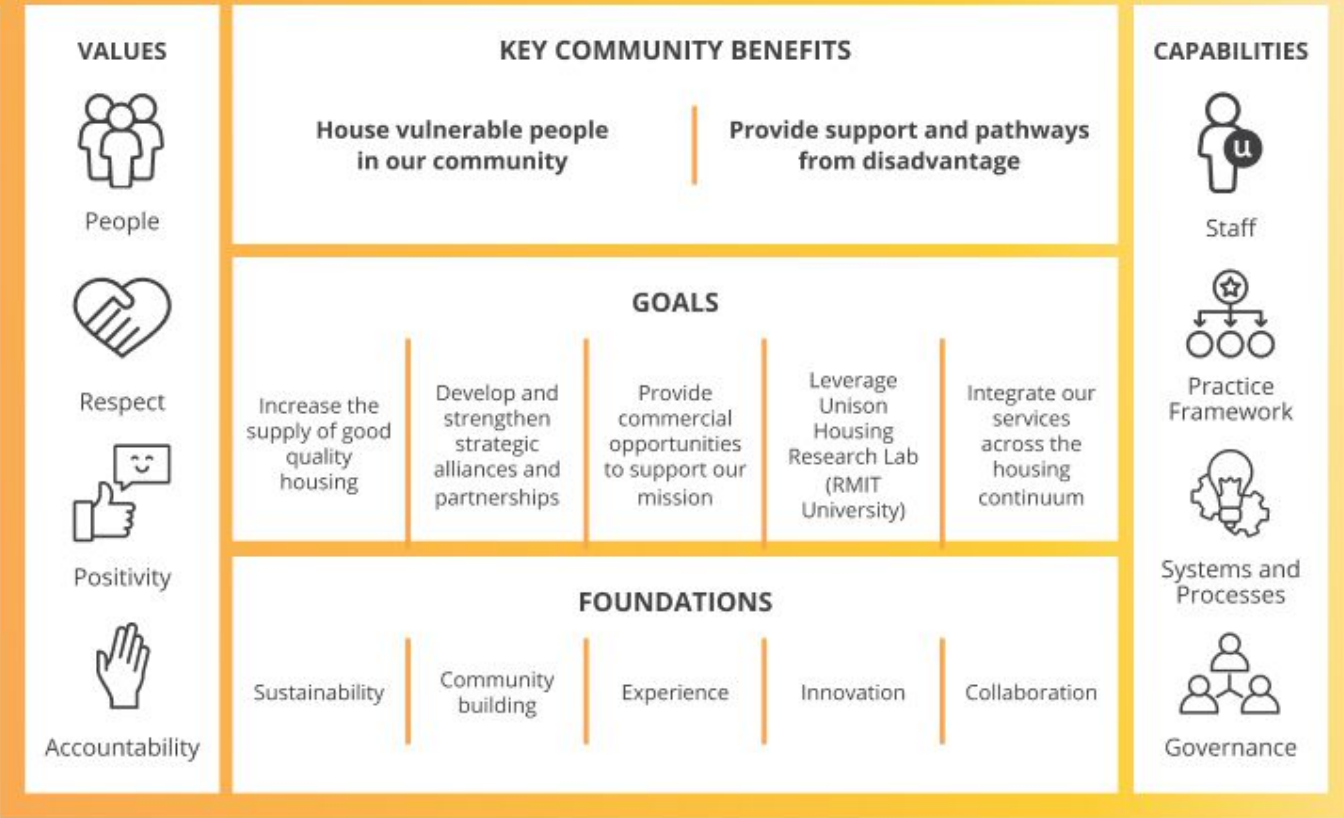 VALUES
People
Respect
Positivity
Accountability
KEY COMMUNITY BENEFITS
House vulnerable people
in our community
Provide support and pathways
from disadvantage
GOALS
Increase the
supply of good
quality
housing
Develop and
strengthen
strategic
alliances and
partnerships
Provide
commercial
opportunities
to support our
mission
Leverage
Unison
Housing
Research Lab
(RMIT
University)
Integrate our
services
across the
housing
continuum
FOUNDATIONS
Sustainability
Community
building
Experience
Innovation
Collaboration
CAPABILITIES
u
Staff
Practice
Framework
Systems and
Processes
Governance